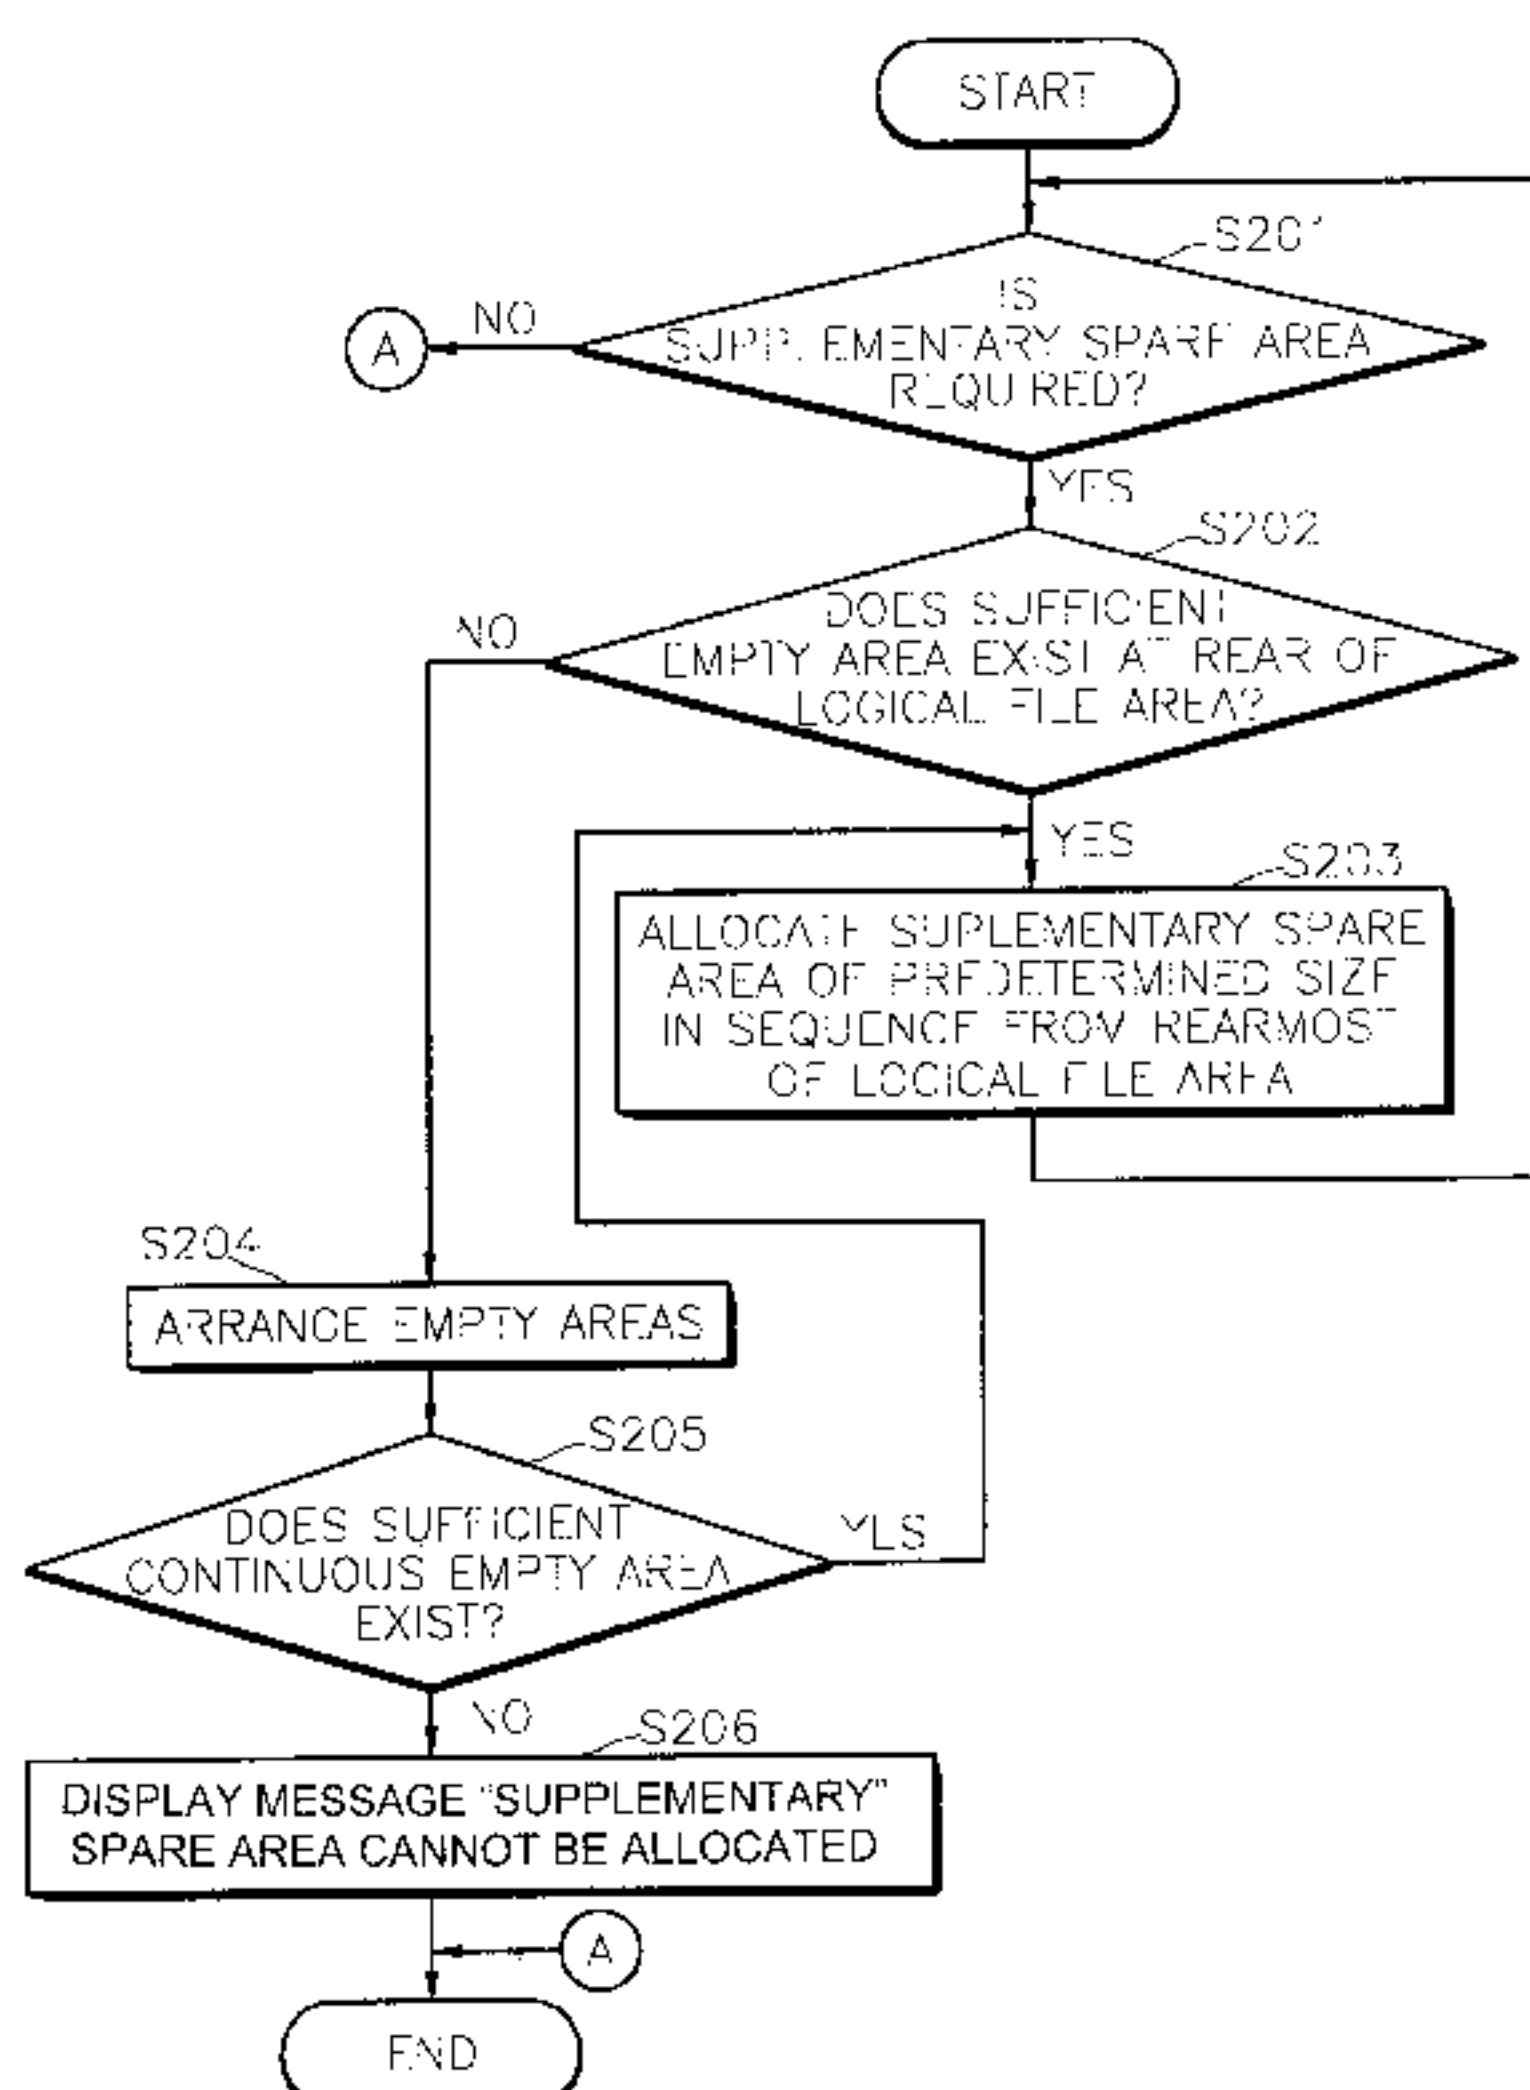 START
S201
IS
SUPPLEMENTARY SPARE AREA
REQUIRED?
NO
A
YES
S202
DOES SUFFICIENT
EMPTY AREA EXIST AT REAR OF
LOGICAL FILE AREA?
NO
YES
S203
ALLOCATE SUPLEMENTARY SPARE
AREA OF PREDETERMINED SIZE
IN SEQUENCE FROM REARMOST
OF LOGICAL FILE AREA
S204
ARRANGE EMPTY AREAS
S205
DOES SUFFICIENT
CONTINUOUS EMPTY AREA
EXIST?
YES
NO
S206
DISPLAY MESSAGE "SUPPLEMENTARY"
SPARE AREA CANNOT BE ALLOCATED
A
END